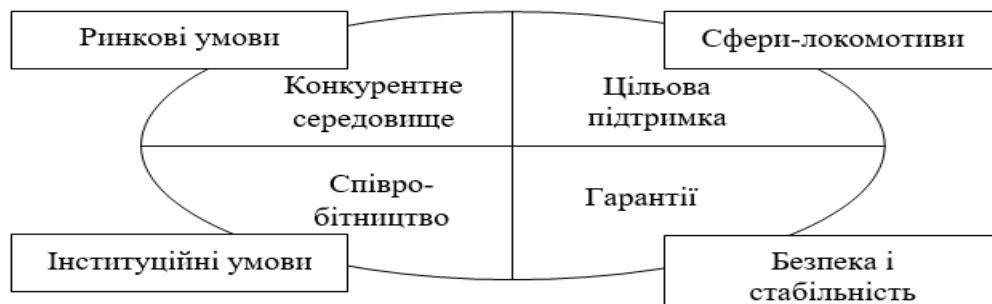 Ринкові умови
Сфери-локомотиви
Конкурентне
середовище
Цільова
підтримка
Співро-
бітництво
Гарантії
Інституційні умови
Безпека і
стабільність